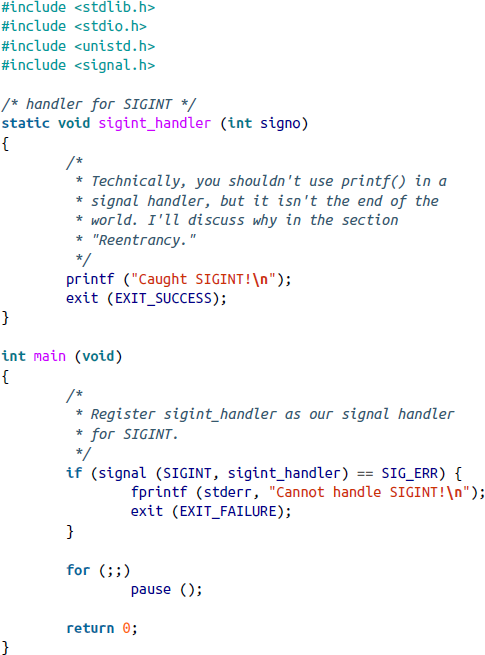 #include <stdlib.h>
#include <stdio.h>
#include <unistd.h>
#include <signal.h>

/* handler for SIGINT */
static void sigint_handler (int signo)
{
        /*
         * Technically, you shouldn't use printf() in a
         * signal handler, but it isn't the end of the
         * world. I'll discuss why in the section
         * "Reentrancy."
         */
        printf ("Caught SIGINT!\n");
        exit (EXIT_SUCCESS);
}

int main (void)
{
        /*
         * Register sigint_handler as our signal handler
         * for SIGINT.
         */
        if (signal (SIGINT, sigint_handler) == SIG_ERR) {
                fprintf (stderr, "Cannot handle SIGINT!\n");
                exit (EXIT_FAILURE);
        }

        for (;;)
                pause ();

        return 0;
}